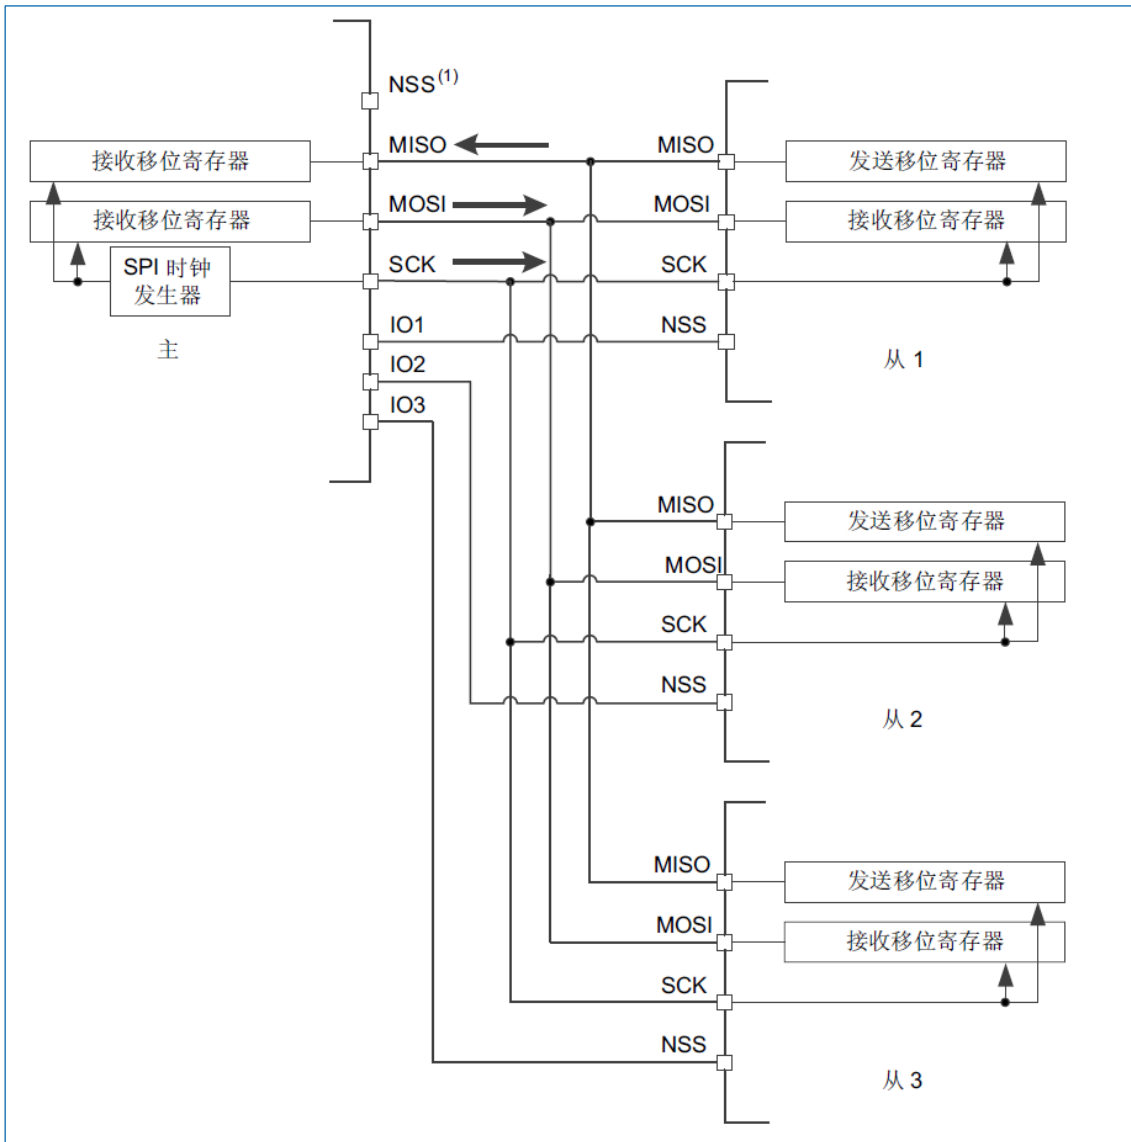 NSS(1)
MISO
MISO
接收移位寄存器
发送移位寄存器
MOSI
MOSI
接收移位寄存器
接收移位寄存器
SCK
SCK
SPI 时钟
发生器
IO1
NSS
主
从 1
IO2
IO3
MISO
发送移位寄存器
MOSI
接收移位寄存器
SCK
NSS
从 2
MISO
发送移位寄存器
MOSI
接收移位寄存器
SCK
NSS
从 3